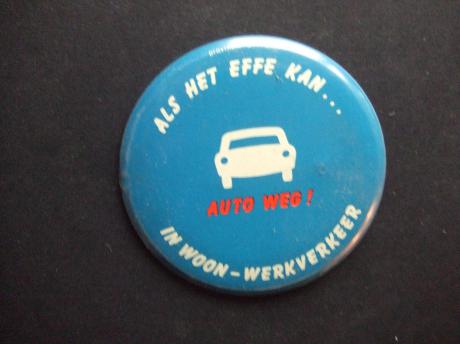 ALS HET EFFE KAN...
AUTO WEG!
IN WOON-WERKVERKEER